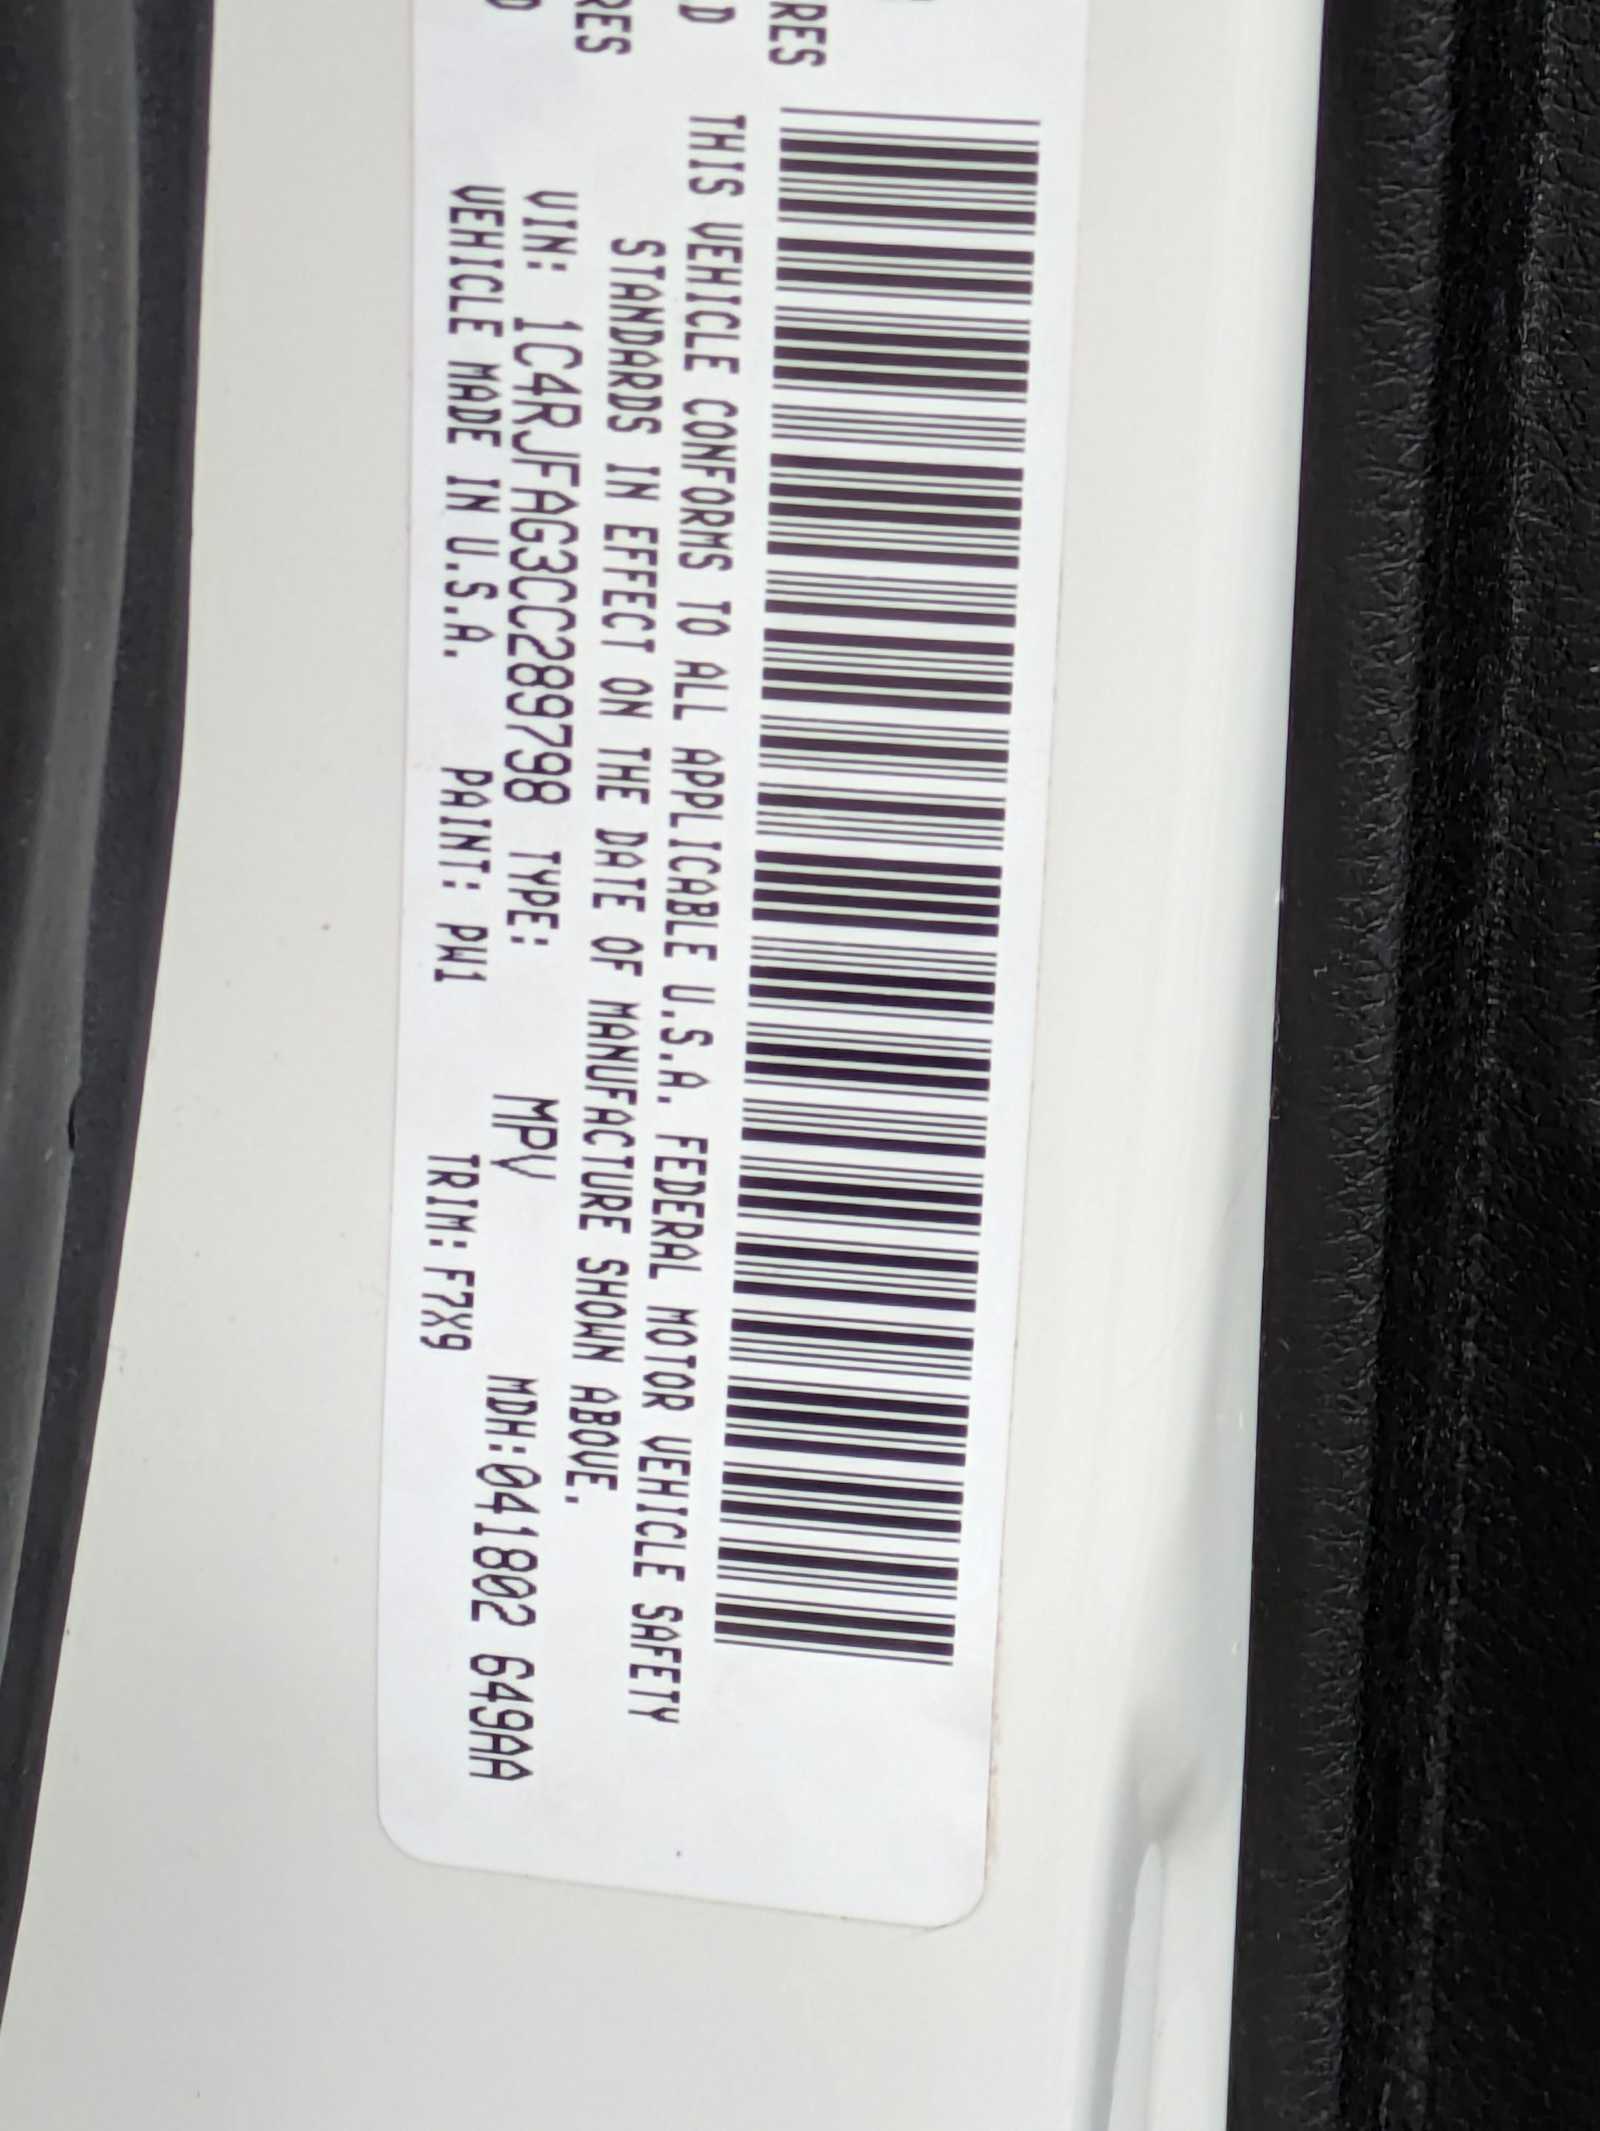 THIS VEHICLE CONFORMS TO ALL APPLICABLE U.S.A. FEDERAL MOTOR VEHICLE SAFETY
STANDARDS IN EFFECT ON THE DATE OF MANUFACTURE SHOWN ABOVE.
VIN: 1C4RJFAG3CC289798 TYPE: MPV MDH:041802 649AA
VEHICLE MADE IN U.S.A. PAINT: PW1 TRIM: F7X9